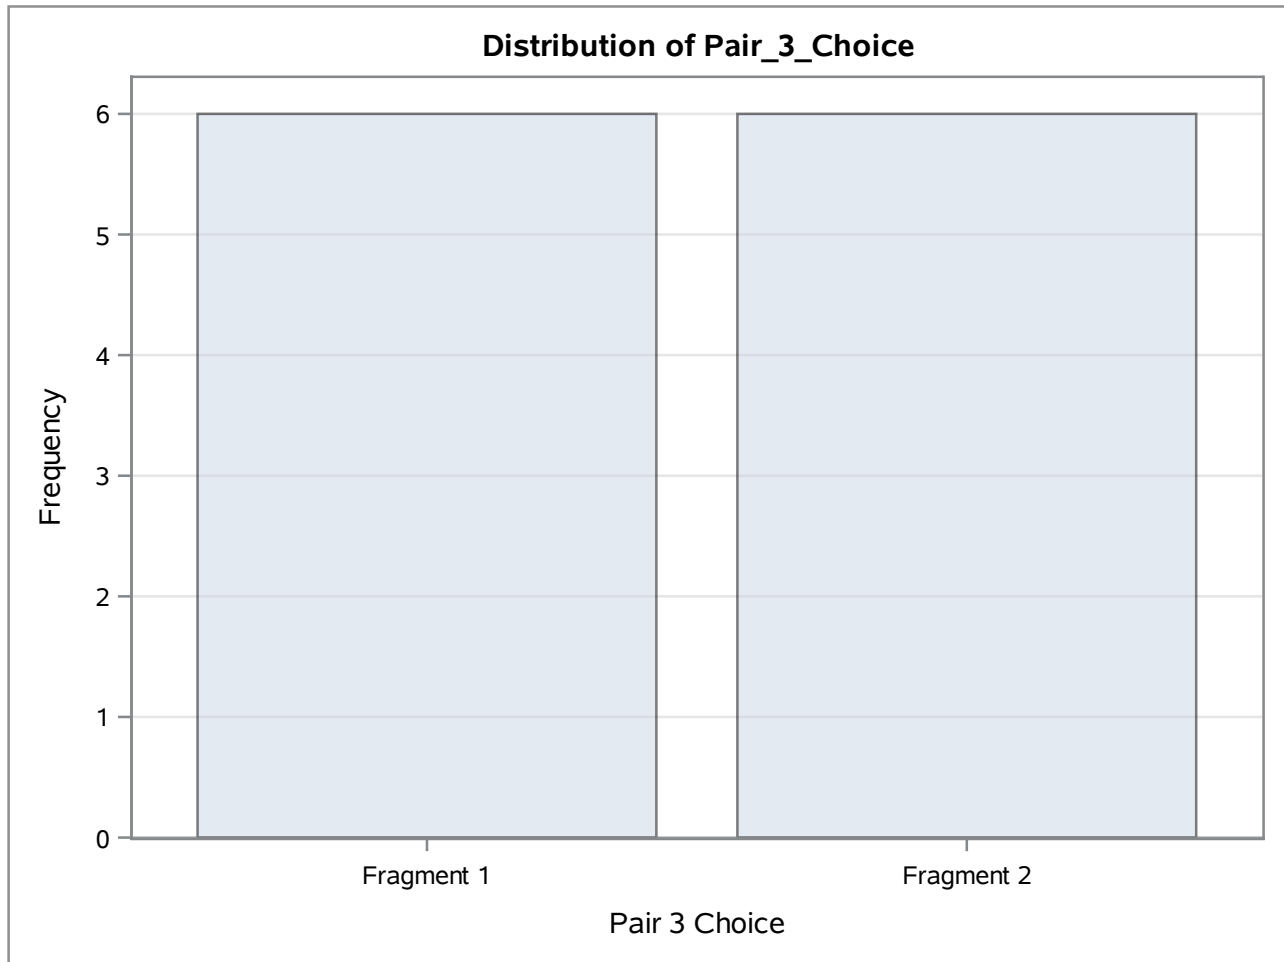 Distribution of Pair_3_Choice
6
5
4
3
2
1
0
Frequency
Fragment 1
Fragment 2
Pair 3 Choice